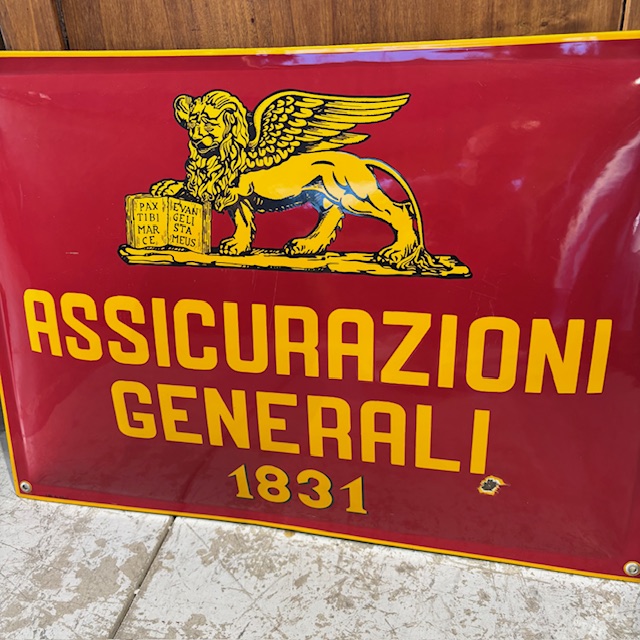 PAX EVAN
TIBI GELI
MAR STA
CE. MEUS
ASSICURAZIONI
GENERALI
1831